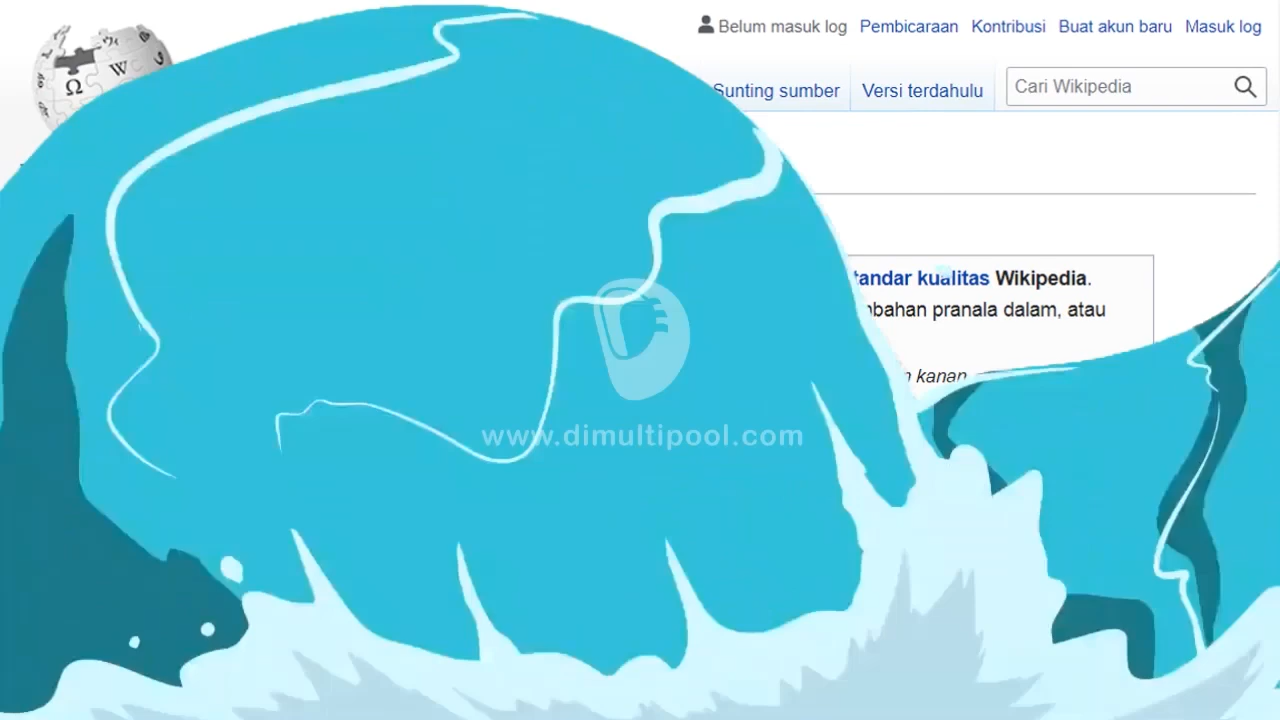 Belum masuk log Pembicaraan Kontribusi Buat akun baru Masuk log
Sunting sumber Versi terdahulu Cari Wikipedia
Ω W
tandar kualitas Wikipedia.
bahan pranala dalam, atau
kanan
www.dimultipool.com